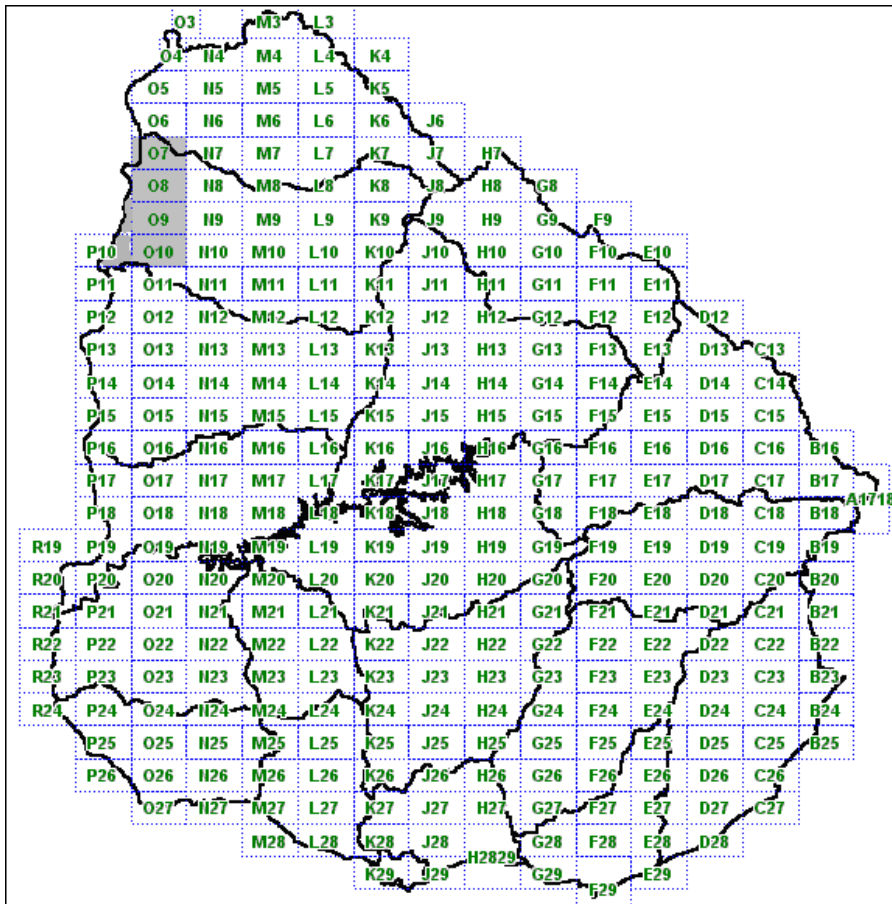 O3 M3 L3
O4 N4 M4 L4 K4
O5 N5 M5 L5 K5
O6 N6 M6 L6 K6 J6
O7 N7 M7 L7 K7 J7 H7
O8 N8 M8 L8 K8 J8 H8 G8
O9 N9 M9 L9 K9 J9 H9 G9 F9
P10 O10 N10 M10 L10 K10 J10 H10 G10 F10 E10
P11 O11 N11 M11 L11 K11 J11 H11 G11 F11 E11
P12 O12 N12 M12 L12 K12 J12 H12 G12 F12 E12 D12
P13 O13 N13 M13 L13 K13 J13 H13 G13 F13 E13 D13 C13
P14 O14 N14 M14 L14 K14 J14 H14 G14 F14 E14 D14 C14
P15 O15 N15 M15 L15 K15 J15 H15 G15 F15 E15 D15 C15
P16 O16 N16 M16 L16 K16 J16 H16 G16 F16 E16 D16 C16 B16
P17 O17 N17 M17 L17 K17 J17 H17 G17 F17 E17 D17 C17 B17
A1718
P18 O18 N18 M18 L18 K18 J18 H18 G18 F18 E18 D18 C18 B18
R19 P19 O19 N19 M19 L19 K19 J19 H19 G19 F19 E19 D19 C19 B19
R20 P20 O20 N20 M20 L20 K20 J20 H20 G20 F20 E20 D20 C20 B20
R21 P21 O21 N21 M21 L21 K21 J21 H21 G21 F21 E21 D21 C21 B21
R22 P22 O22 N22 M22 L22 K22 J22 H22 G22 F22 E22 D22 C22 B22
R23 P23 O23 N23 M23 L23 K23 J23 H23 G23 F23 E23 D23 C23 B23
R24 P24 O24 N24 M24 L24 K24 J24 H24 G24 F24 E24 D24 C24 B24
P25 O25 N25 M25 L25 K25 J25 H25 G25 F25 E25 D25 C25 B25
P26 O26 N26 M26 L26 K26 J26 H26 G26 F26 E26 D26 C26
O27 N27 M27 L27 K27 J27 H27 G27 F27 E27 D27 C27
M28 L28 K28 J28 G28 F28 E28 D28
H2829
K29 J29 G29 E29
F29